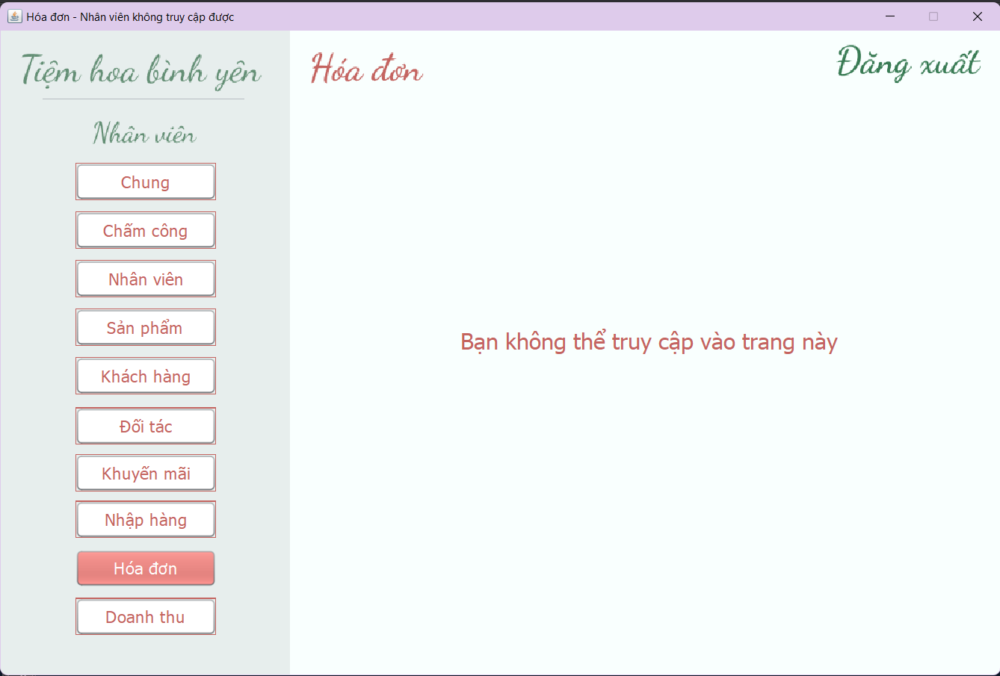 Hóa đơn - Nhân viên không truy cập được
Tiệm hoa bình yên
Nhân viên
Chung
Chấm công
Nhân viên
Sản phẩm
Khách hàng
Đối tác
Khuyến mãi
Nhập hàng
Hóa đơn
Doanh thu
Hóa đơn
Đăng xuất
Bạn không thể truy cập vào trang này